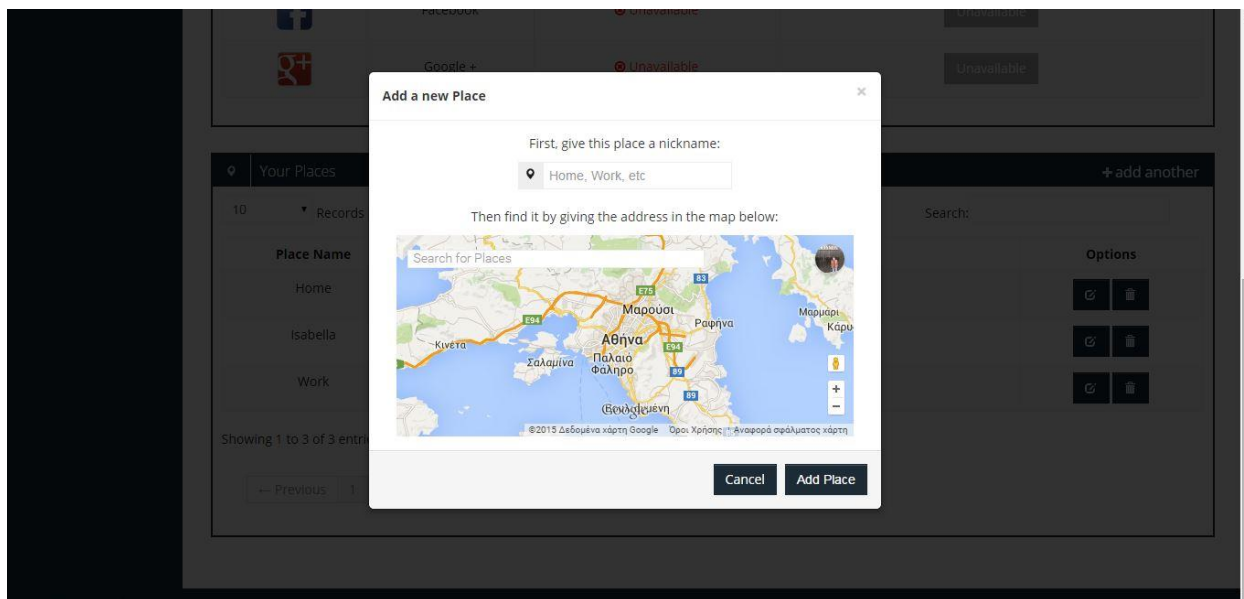 Facebook
Unavailable
Unavailable
g+
Google +
Unavailable
Unavailable
Add a new Place
×
First, give this place a nickname:
Home, Work, etc
Your Places
+ add another
10
Records
Search:
Then find it by giving the address in the map below:
Search for Places
Place Name
Options
Home
Isabella
Work
83
E75
Μαρούσι
E94
Ραφήνα
Μαρμάρι
Κάρυ
Κινέτα
Αθήνα
E94
Σαλαμίνα
Παλαιό
Φάληρο
89
89
+
−
©2015 Δεδομένα χάρτη Google
Όροι Χρήσης
Αναφορά σφάλματος χάρτη
Showing 1 to 3 of 3 entrie
← Previous
1
Cancel
Add Place